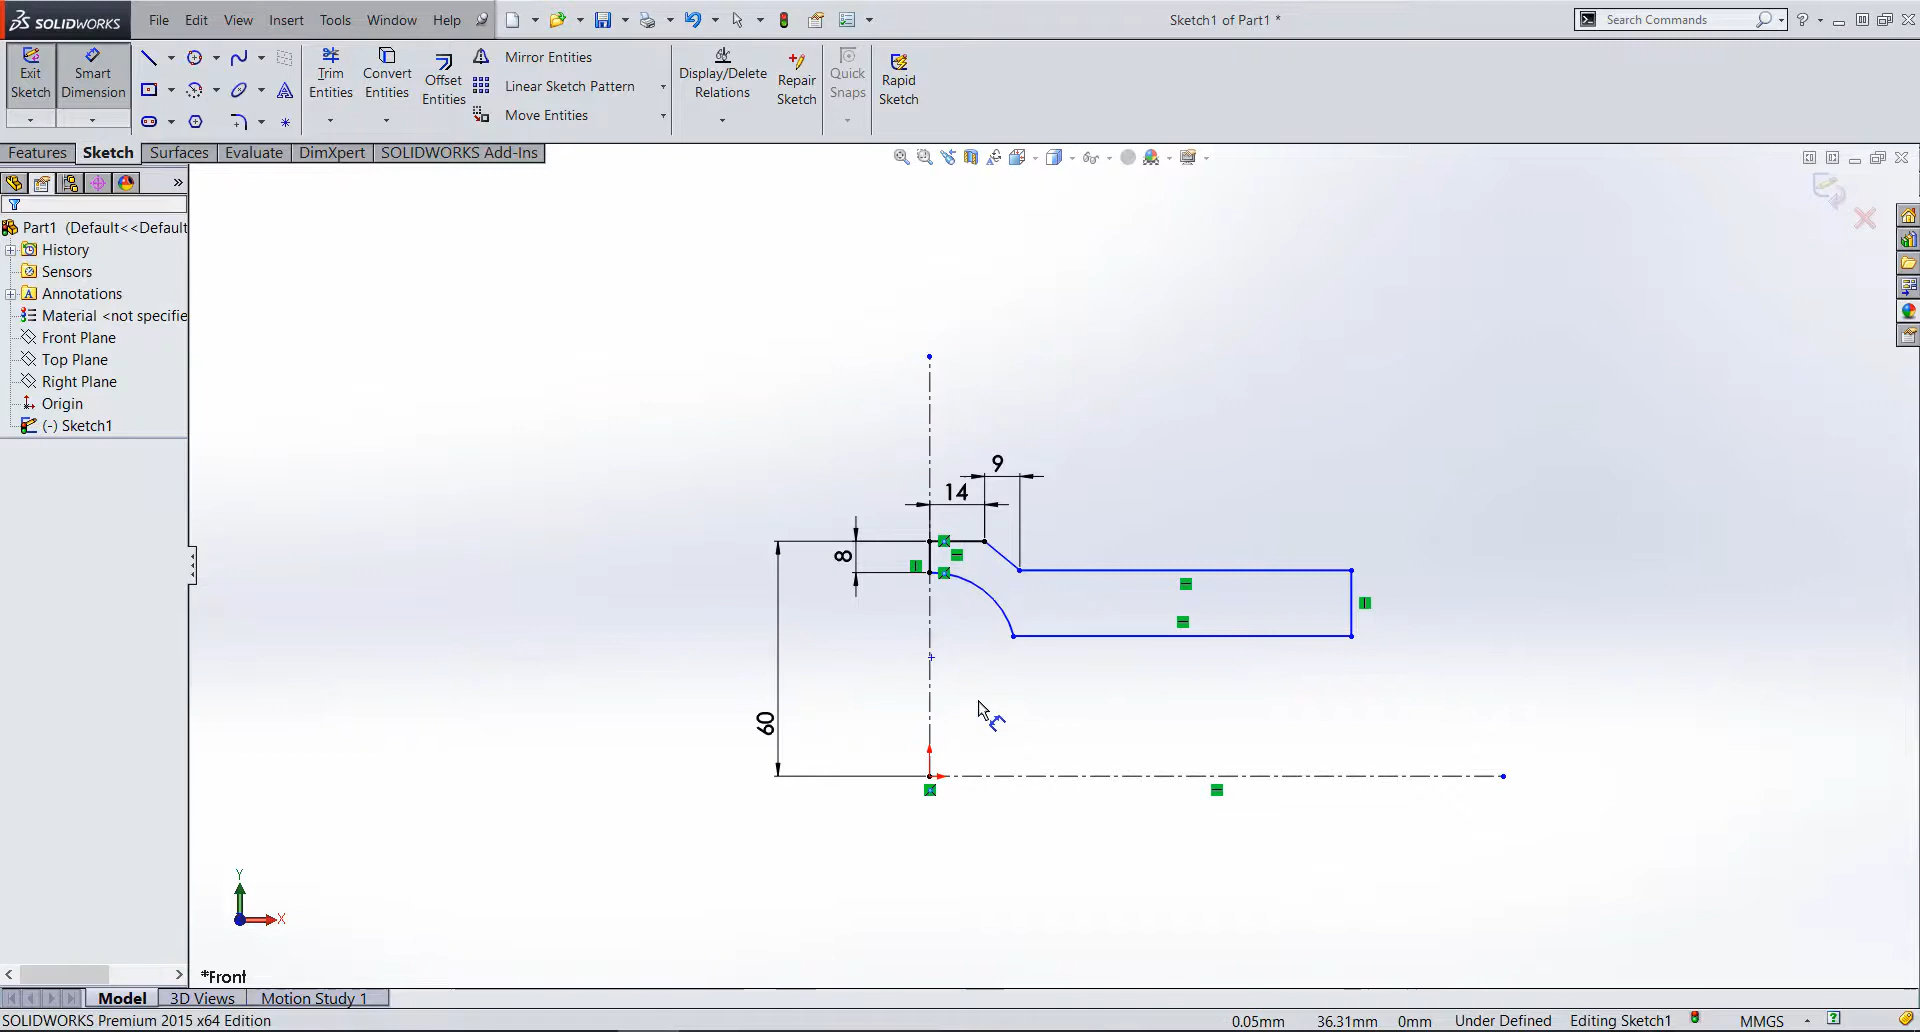 SOLIDWORKS File Edit View Insert Tools Window Help Sketch1 of Part1 * Search Commands
Exit Sketch
Smart Dimension
Trim Entities
Convert Entities
Offset Entities
Mirror Entities
Linear Sketch Pattern
Move Entities
Display/Delete Relations
Repair Sketch
Quick Snaps
Rapid Sketch
Features Sketch Surfaces Evaluate DimXpert SOLIDWORKS Add-Ins
Part1 (Default<<Default
History
Sensors
Annotations
Material <not specifie
Front Plane
Top Plane
Right Plane
Origin
(-) Sketch1
9
14
8
60
Y
X
*Front
Model 3D Views Motion Study 1
SOLIDWORKS Premium 2015 x64 Edition 0.05mm 36.31mm 0mm Under Defined Editing Sketch1 MMGS